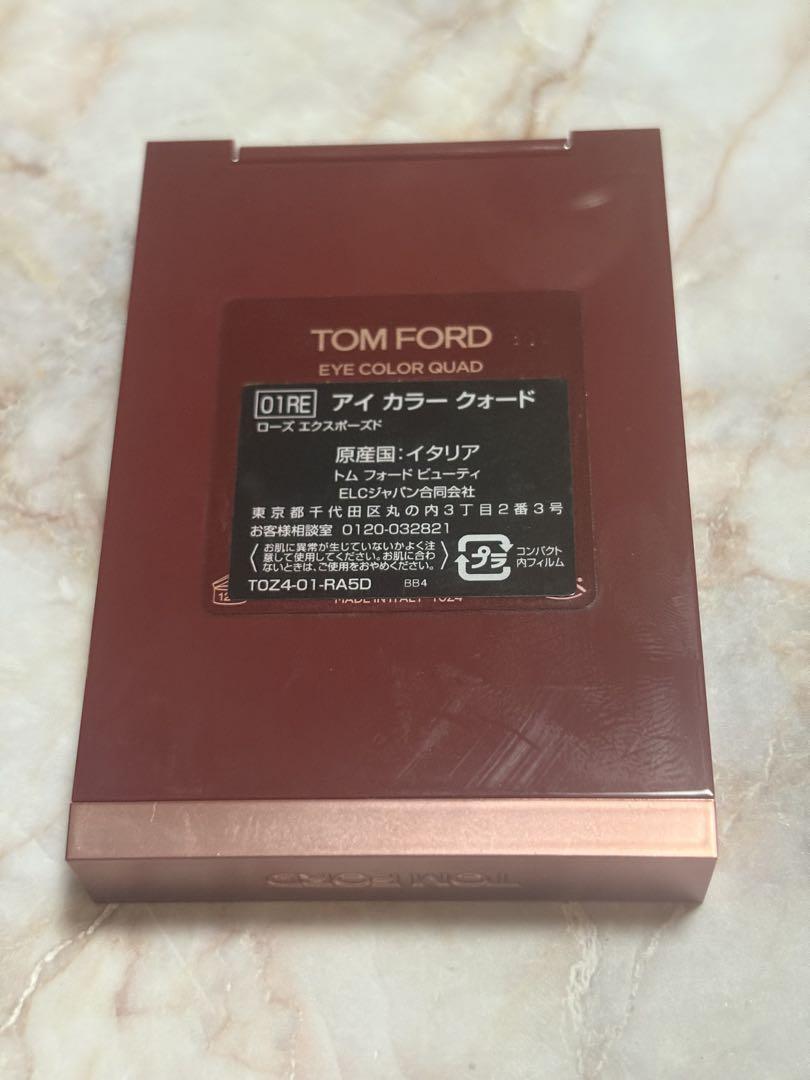 TOM FORD
EYE COLOR QUAD
01RE アイ カラー クォード
ローズ エクスポーズド
原産国：イタリア
トム フォード ビューティ
ELCジャパン合同会社
東京都千代田区丸の内3丁目2番3号
お客様相談室 0120-032821
お肌に異常が生じていないかよく注
意して使用してください。お肌に合わ
ないときは、ご使用をおやめください。
プラ
コンパクト
内フィルム
T0Z4-01-RA5D BB4
12
MADE IN ITALY
TOM FORD